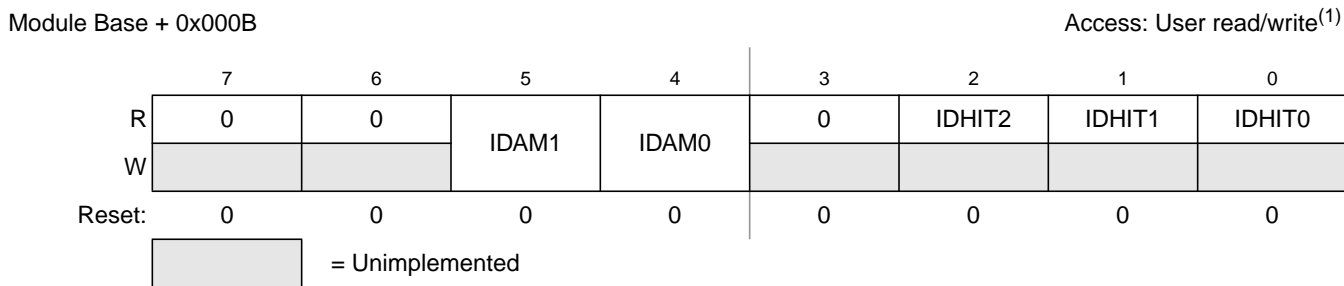 Module Base + 0x000B Access: User read/write(1)
7 6 5 4 3 2 1 0
R 0 0 IDAM1 IDAM0 0 IDHIT2 IDHIT1 IDHIT0
W
Reset: 0 0 0 0 0 0 0 0
= Unimplemented